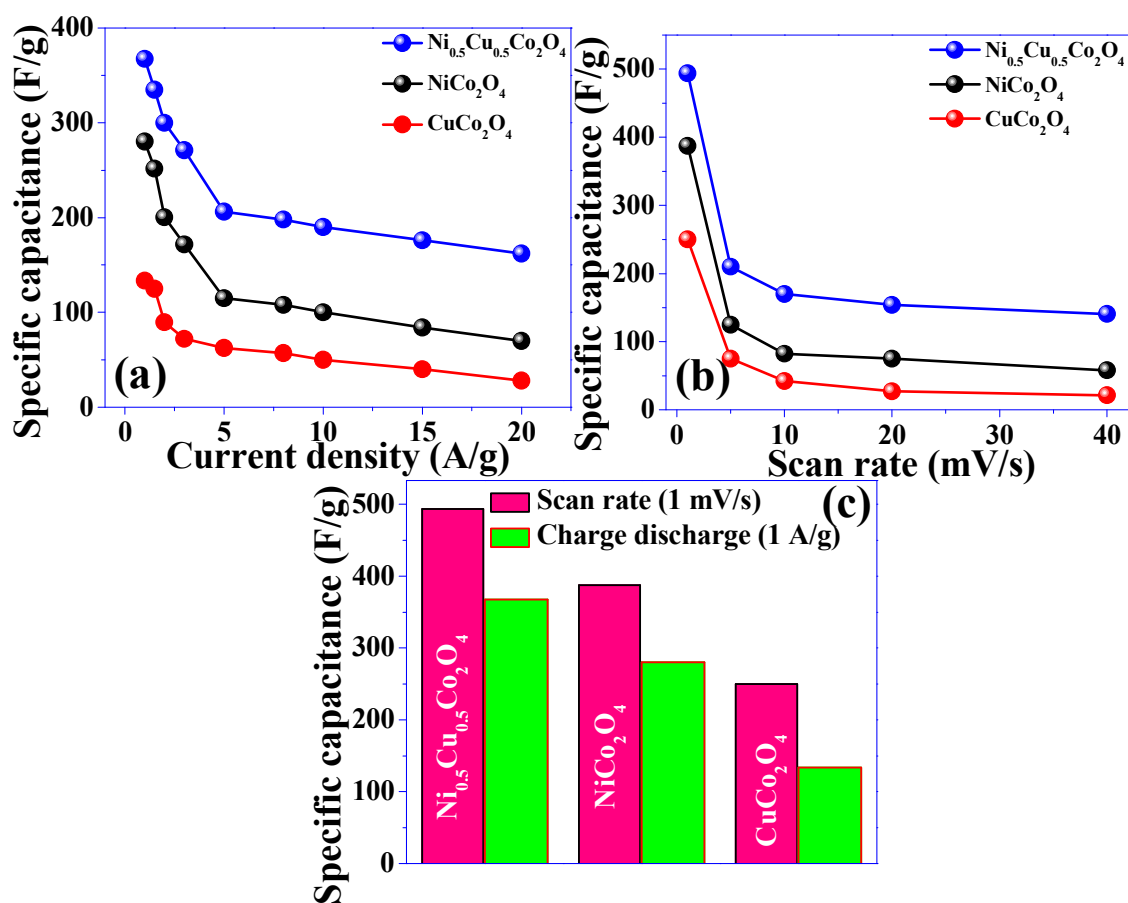 Specific capacitance (F/g)
400
300
200
100
0
Ni₀.₅Cu₀.₅Co₂O₄
NiCo₂O₄
CuCo₂O₄
(a)
0 5 10 15 20
Current density (A/g)
Specific capacitance (F/g)
500
400
300
200
100
0
Ni₀.₅Cu₀.₅Co₂O₄
NiCo₂O₄
CuCo₂O₄
(b)
0 10 20 30 40
Scan rate (mV/s)
Specific capacitance (F/g)
500
400
300
200
100
0
Scan rate (1 mV/s)
Charge discharge (1 A/g)
(c)
Ni₀.₅Cu₀.₅Co₂O₄
NiCo₂O₄
CuCo₂O₄